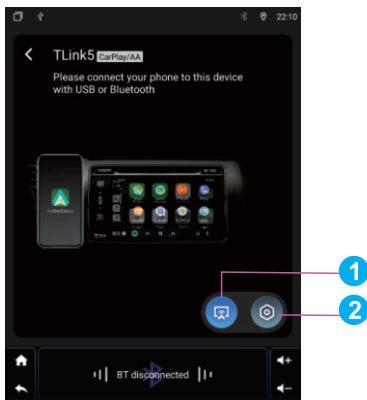 22:10
TLink5 CarPlay/AA
Please connect your phone to this device
with USB or Bluetooth
1
2
BT disconnected